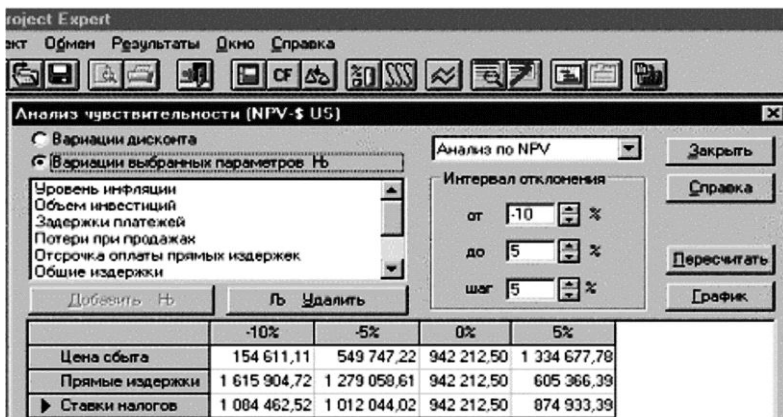 roject Expert
ект Обмен Результаты Окно Справка
CF
Анализ чувствительности (NPV-$ US)
Вариации дисконта
Вариации выбранных параметров Њ
Анализ по NPV
Закрыть
Уровень инфляции
Объем инвестиций
Задержки платежей
Потери при продажах
Отсрочка оплаты прямых издержек
Общие издержки
Интервал отклонения
от -10 %
до 5 %
шаг 5 %
Справка
Пересчитать
График
Добавить Њ
Љ Удалить
-10% -5% 0% 5%
Цена сбыта 154 611,11 549 747,22 942 212,50 1 334 677,78
Прямые издержки 1 615 904,72 1 279 058,61 942 212,50 605 366,39
Ставки налогов 1 084 462,52 1 012 044,02 942 212,50 874 933,39